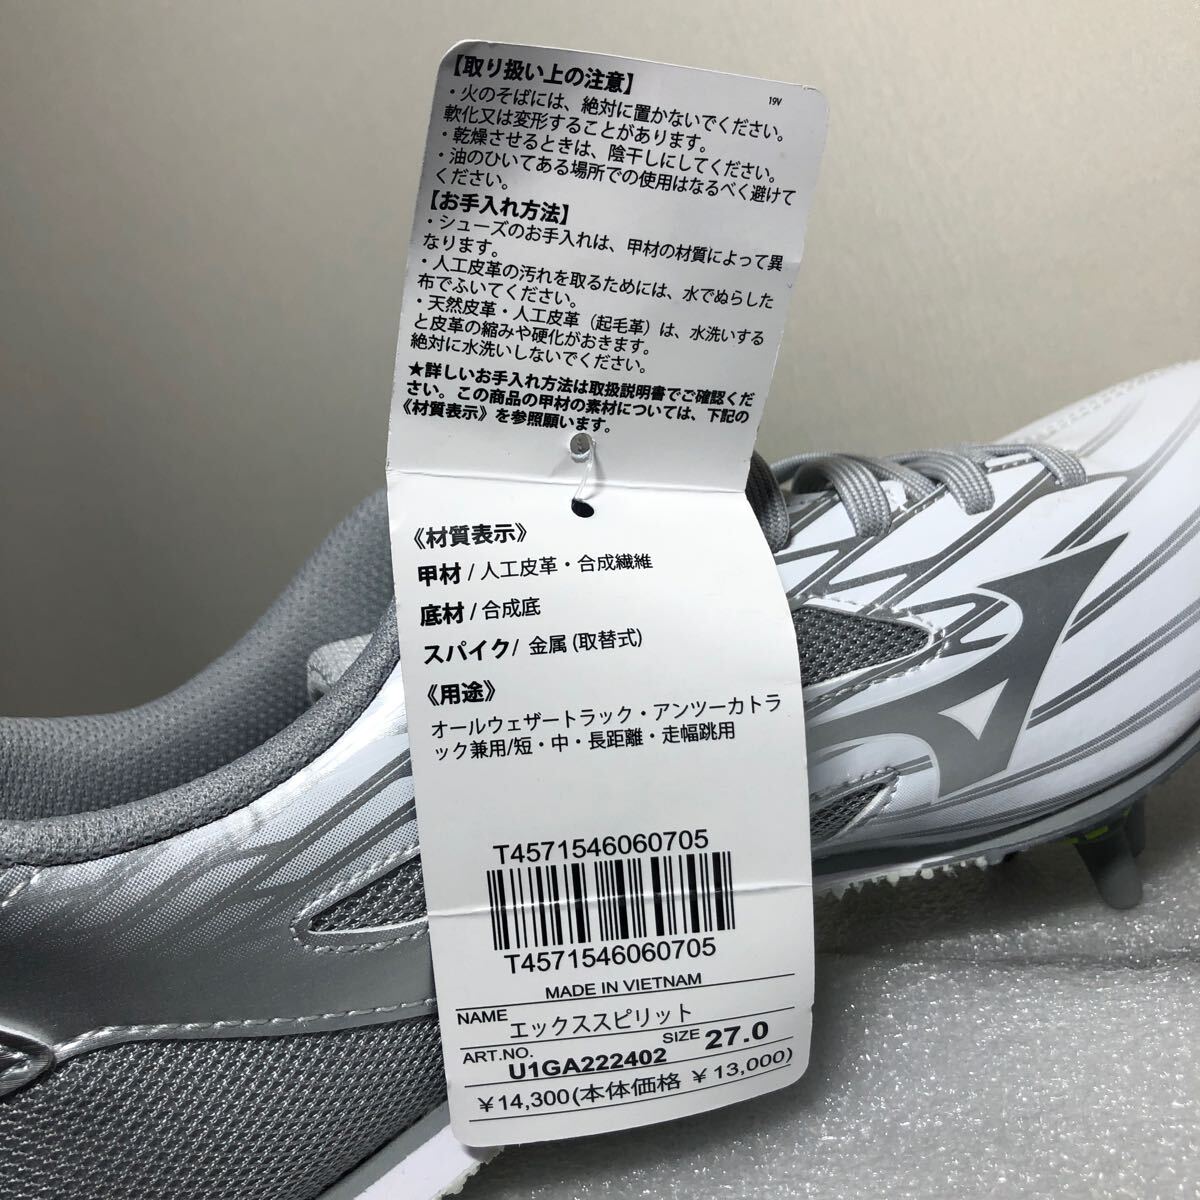 【取り扱い上の注意】
19V
・火のそばには、絶対に置かないでください。
軟化又は変形することがあります。
・乾燥させるときは、陰干しにしてください。
・油のひいてある場所での使用はなるべく避けて
ください。
【お手入れ方法】
・シューズのお手入れは、甲材の材質によって異
なります。
・人工皮革の汚れを取るためには、水でぬらした
布でふいてください。
・天然皮革・人工皮革（起毛革）は、水洗いする
と皮革の縮みや硬化がおきます。
絶対に水洗いしないでください。
★詳しいお手入れ方法は取扱説明書でご確認くだ
さい。この商品の甲材の素材については、下記の
《材質表示》を参照願います。
《材質表示》
甲材 / 人工皮革・合成繊維
底材 / 合成底
スパイク / 金属 (取替式)
《用途》
オールウェザートラック・アンツーカトラ
ック兼用/短・中・長距離・走幅跳用
T4571546060705
T4571546060705
MADE IN VIETNAM
NAME エックススピリット
ART.NO. U1GA222402 SIZE 27.0
￥14,300(本体価格 ￥13,000)